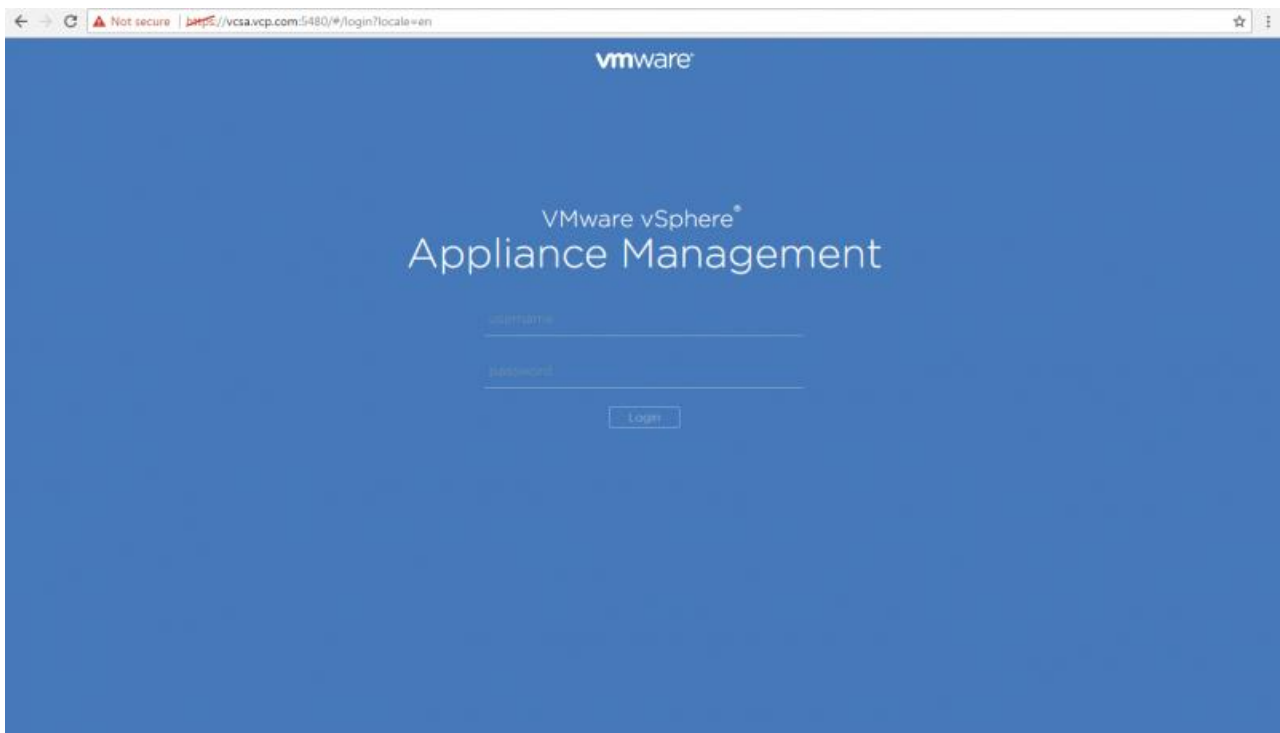 Not secure | https://vcsa.vcp.com:5480/#/login?locale=en
vmware®
VMware vSphere®
Appliance Management
username
password
Login